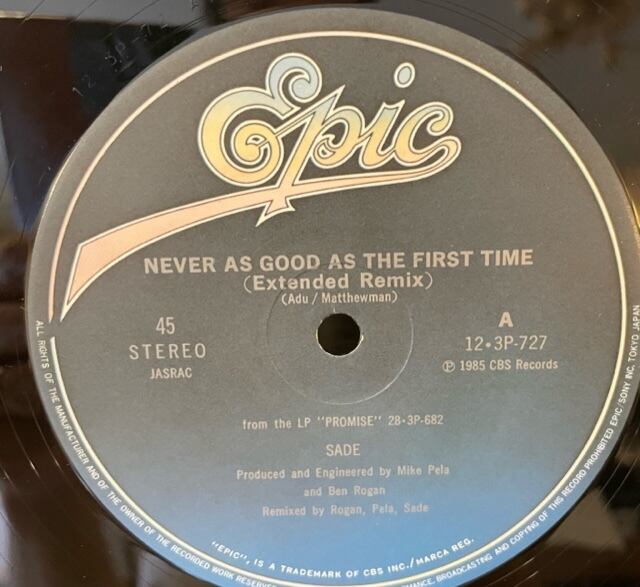 12 3P-7
Epic
NEVER AS GOOD AS THE FIRST TIME
(Extended Remix)
(Adu / Matthewman)
45
STEREO
JASRAC
A
12・3P-727
Ⓟ 1985 CBS Records
from the LP "PROMISE" 28・3P-682
SADE
Produced and Engineered by Mike Pela
and Ben Rogan
Remixed by Rogan, Pela, Sade
"EPIC", IS A TRADEMARK OF CBS INC./MARCA REG.
ALL RIGHTS OF THE MANUFACTURER AND OF THE OWNER OF THE RECORDED WORK RESERVED
PERFORMANCE, BROADCASTING AND COPYING OF THIS RECORD PROHIBITED EPIC/SONY INC. TOKYO JAPAN